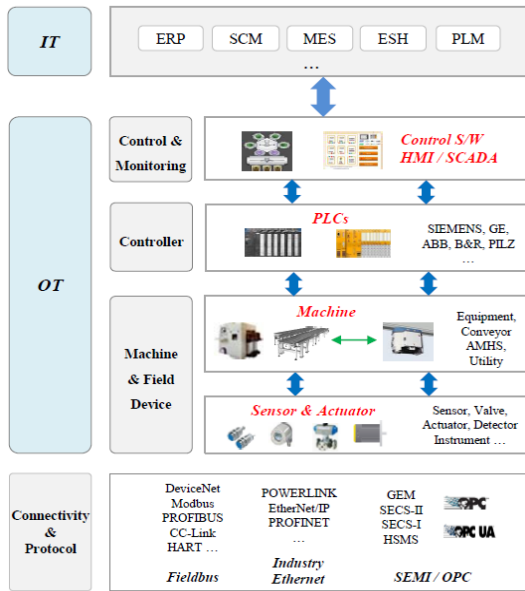 IT
ERP SCM MES ESH PLM
…
OT
Control &
Monitoring
Control S/W
HMI / SCADA
Controller
PLCs
SIEMENS, GE,
ABB, B&R, PILZ
…
Machine
& Field
Device
Machine
Equipment,
Conveyor
AMHS,
Utility
Sensor & Actuator
Sensor, Valve,
Actuator, Detector
Instrument …
Connectivity
&
Protocol
DeviceNet
Modbus
PROFIBUS
CC-Link
HART …
Fieldbus
POWERLINK
EtherNet/IP
PROFINET
…
Industry
Ethernet
GEM
SECS-II
SECS-I
HSMS
OPC
OPC UA
SEMI / OPC